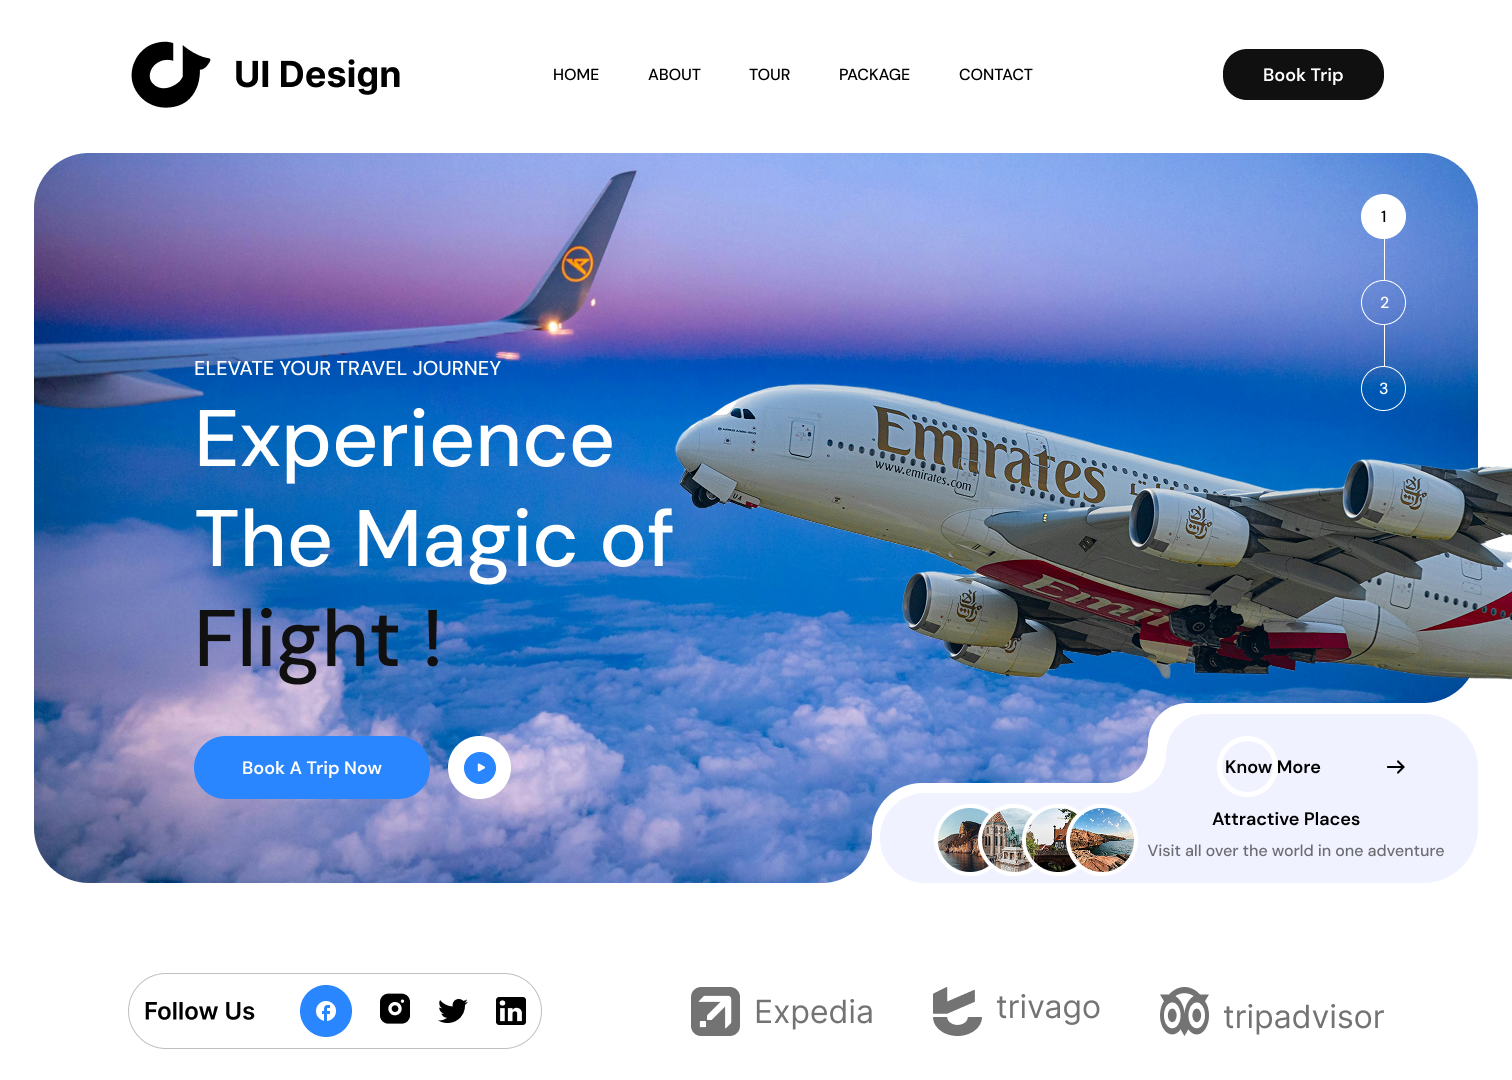 UI Design
HOME
ABOUT
TOUR
PACKAGE
CONTACT
Book Trip
1
2
3
ELEVATE YOUR TRAVEL JOURNEY
Experience
The Magic of
Flight !
Emirates
www.emirates.com
Emir
Book A Trip Now
Know More
Attractive Places
Visit all over the world in one adventure
Follow Us
Expedia
trivago
tripadvisor